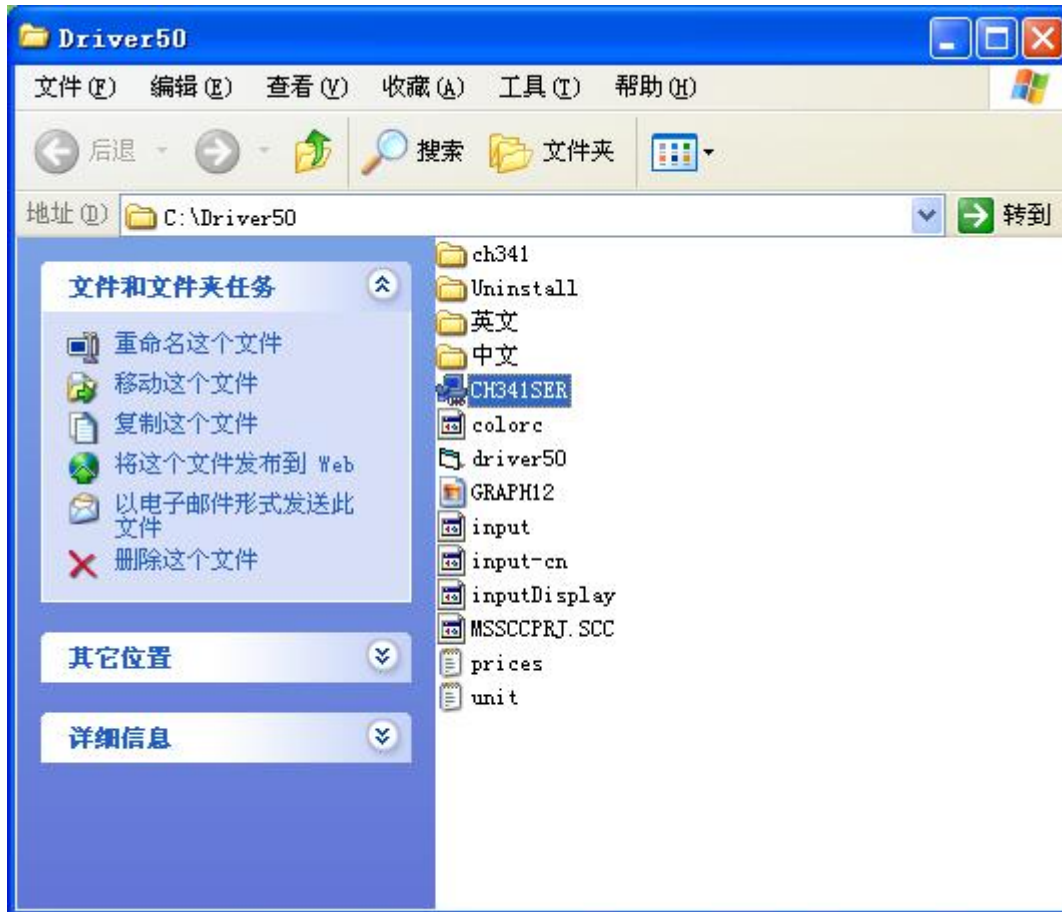 Driver50
文件(F) 编辑(E) 查看(V) 收藏(A) 工具(T) 帮助(H)
后退 搜索 文件夹
地址(D) C:\Driver50 转到
文件和文件夹任务
重命名这个文件
移动这个文件
复制这个文件
将这个文件发布到 Web
以电子邮件形式发送此
文件
删除这个文件
其它位置
详细信息
ch341
Uninstall
英文
中文
CH341SER
colorc
driver50
GRAPH12
input
input-cn
inputDisplay
MSSCCPRJ.SCC
prices
unit